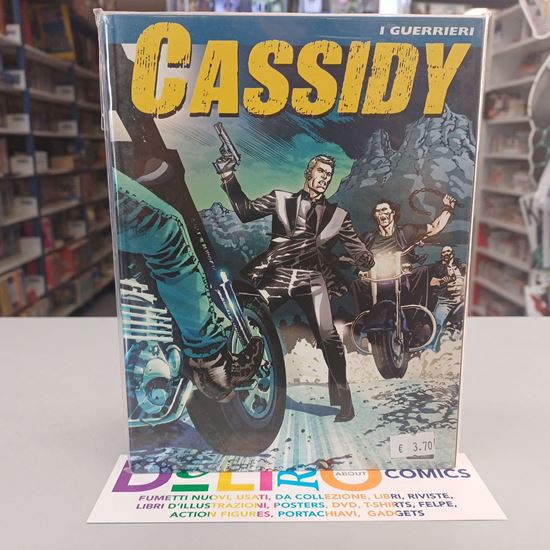 I GUERRIERI
CASSIDY
€ 3.70
DELIRO ABOUT COMICS
FUMETTI NUOVI, USATI, DA COLLEZIONE, LIBRI, RIVISTE,
LIBRI D'ILLUSTRAZIONI, POSTERS, DVD, T-SHIRTS, FELPE,
ACTION FIGURES, PORTACHIAVI, GADGETS